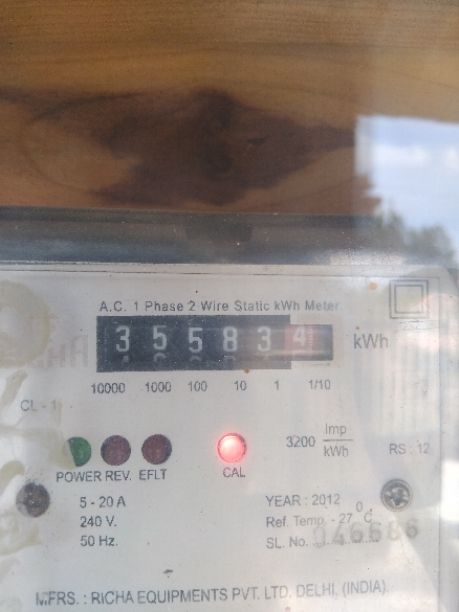 A.C. 1 Phase 2 Wire Static kWh Meter
3 5 5 8 3 4 kWh
10000 1000 100 10 1 1/10
CL - 1
3200 Imp/kWh
RS : 12
POWER REV. EFLT CAL
5 - 20 A
240 V.
50 Hz.
YEAR : 2012
Ref. Temp. - 27°C
SL. No. 046686
MFRS. : RICHA EQUIPMENTS PVT. LTD. DELHI, (INDIA)